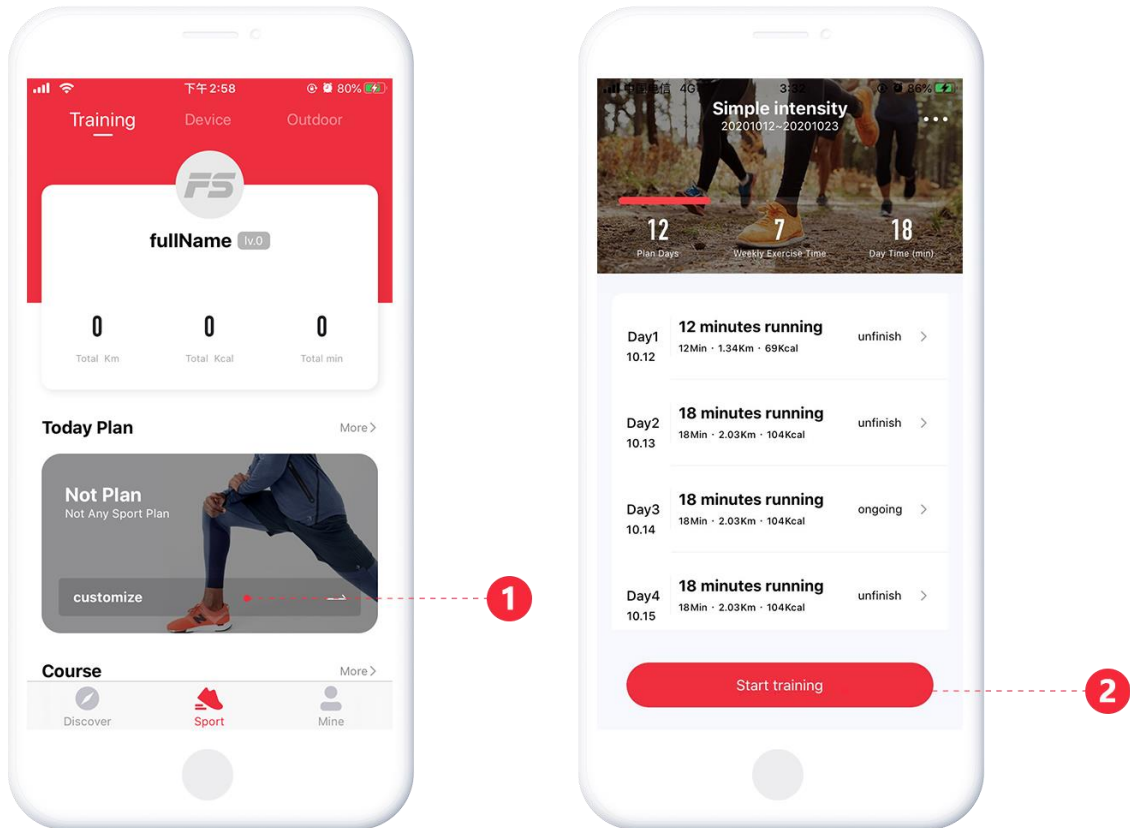 下午2:58
80%
Training
Device
Outdoor
FS
fullName lv.0
0
0
0
Total Km
Total Kcal
Total min
Today Plan
More >
Not Plan
Not Any Sport Plan
customize
Course
More >
Discover
Sport
Mine
1
中国电信 4G
3:32
86%
Simple intensity
20201012~20201023
12
7
18
Plan Days
Weekly Exercise Time
Day Time (min)
Day1
10.12
12 minutes running
12Min · 1.34Km · 69Kcal
unfinish >
Day2
10.13
18 minutes running
18Min · 2.03Km · 104Kcal
unfinish >
Day3
10.14
18 minutes running
18Min · 2.03Km · 104Kcal
ongoing >
Day4
10.15
18 minutes running
18Min · 2.03Km · 104Kcal
unfinish >
Start training
2